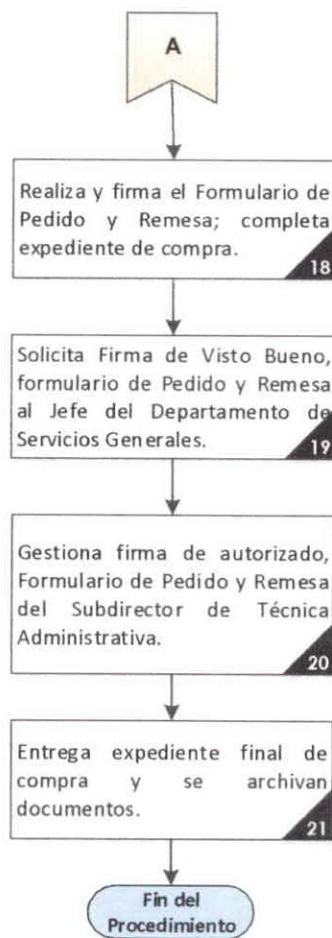 A
Realiza y firma el Formulario de
Pedido y Remesa; completa
expediente de compra.
18
Solicita Firma de Visto Bueno,
formulario de Pedido y Remesa
al Jefe del Departamento de
Servicios Generales.
19
Gestiona firma de autorizado,
Formulario de Pedido y Remesa
del Subdirector de Técnica
Administrativa.
20
Entrega expediente final de
compra y se archivan
documentos.
21
Fin del
Procedimiento